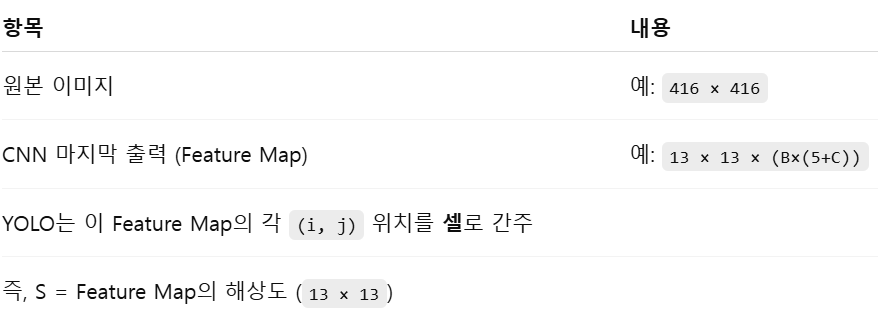 항목 내용
원본 이미지 예: 416 × 416
CNN 마지막 출력 (Feature Map) 예: 13 × 13 × (B×(5+C))
YOLO는 이 Feature Map의 각 (i, j) 위치를 셀로 간주
즉, S = Feature Map의 해상도 (13 × 13)